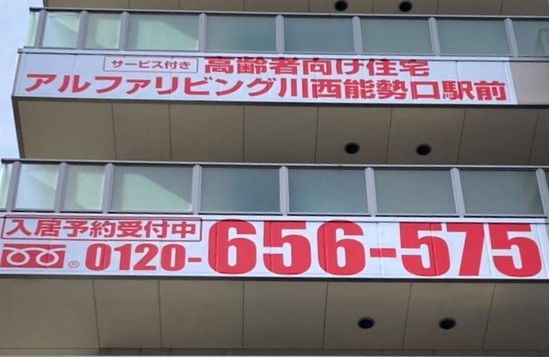 サービス付き 高齢者向け住宅
アルファリビング川西能勢口駅前
入居予約受付中
® 0120-656-575